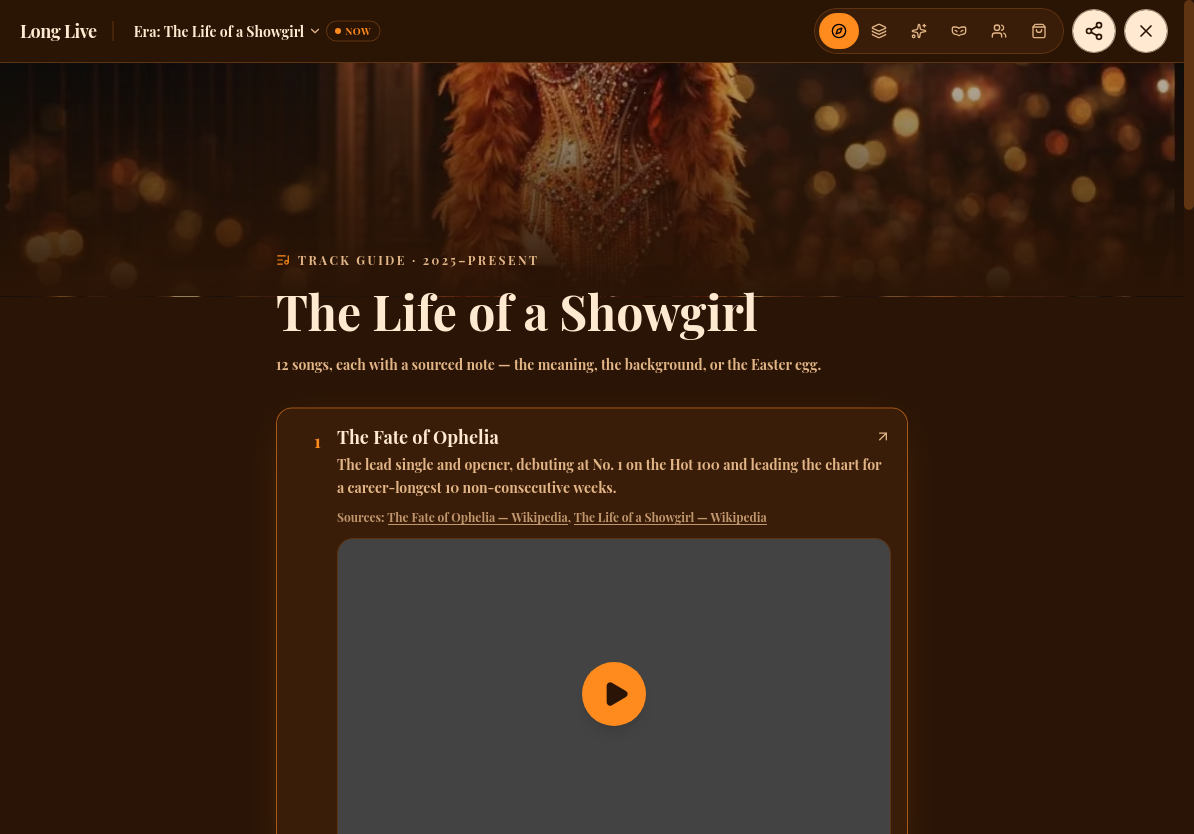 Long Live
Era: The Life of a Showgirl
NOW
TRACK GUIDE · 2025–PRESENT
The Life of a Showgirl
12 songs, each with a sourced note — the meaning, the background, or the Easter egg.
1
The Fate of Ophelia
The lead single and opener, debuting at No. 1 on the Hot 100 and leading the chart for
a career-longest 10 non-consecutive weeks.
Sources: The Fate of Ophelia — Wikipedia, The Life of a Showgirl — Wikipedia